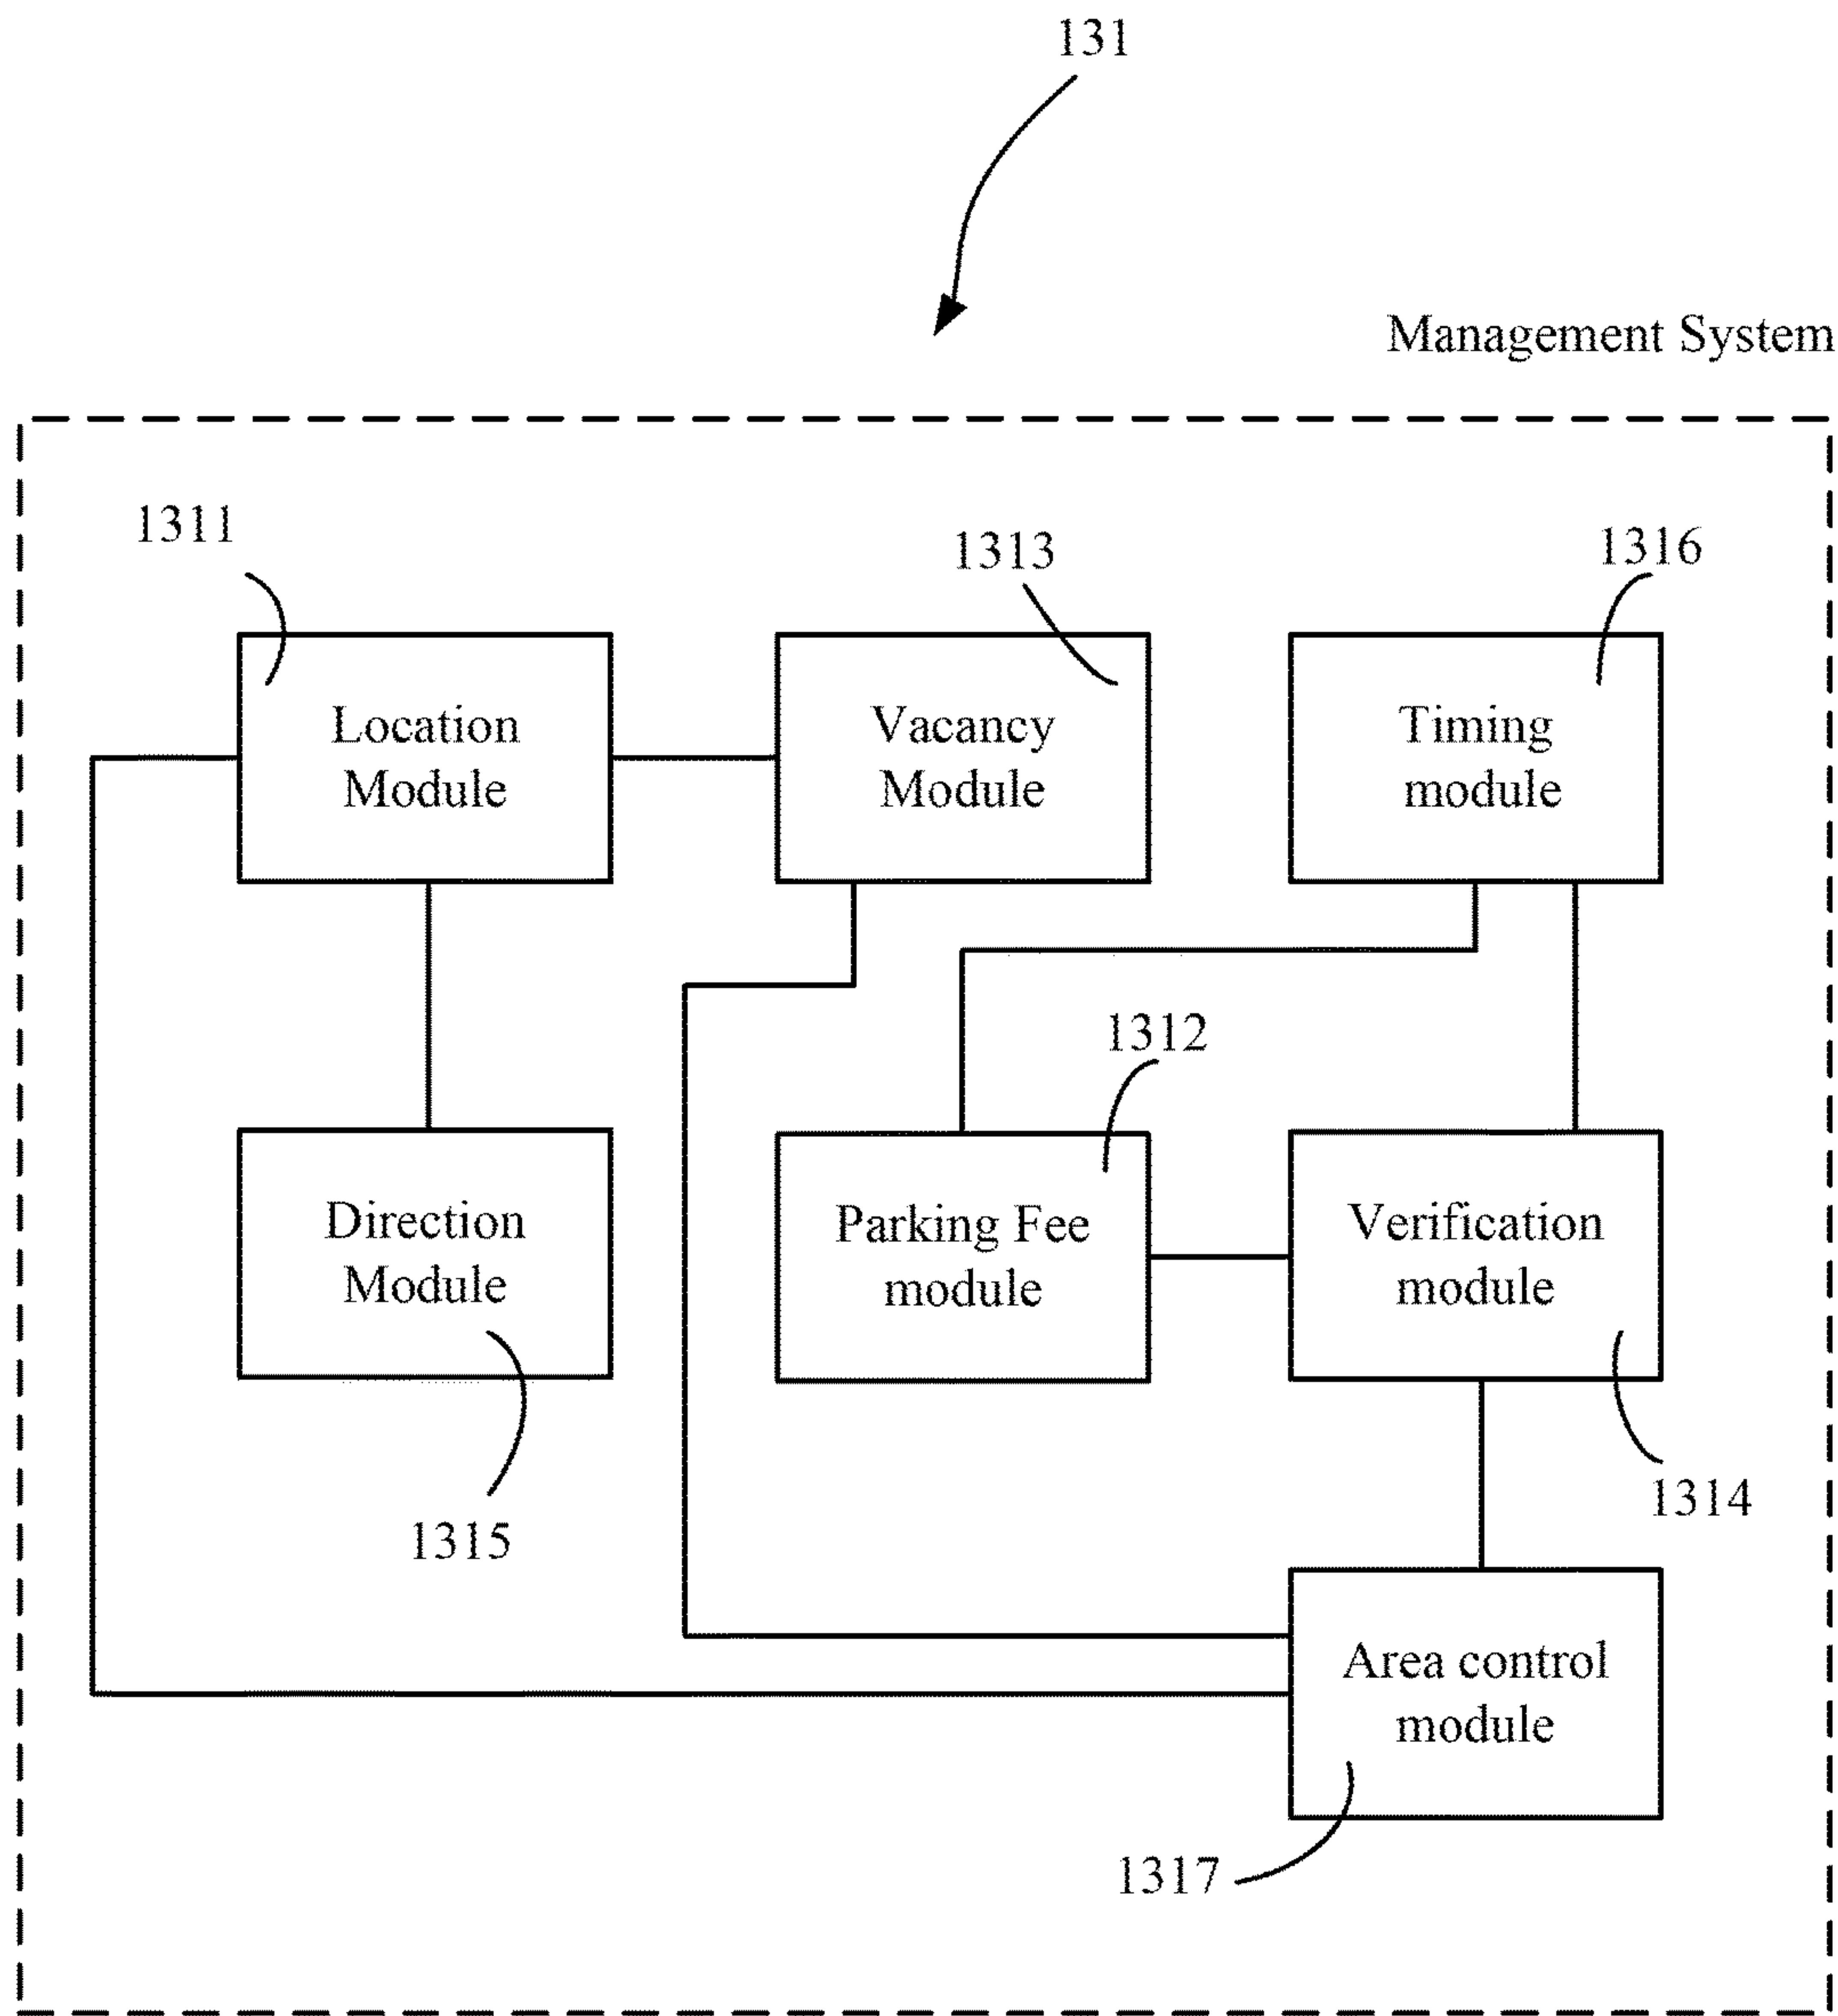 131
Management System
1311
1313
1316
Location
Module
Vacancy
Module
Timing
module
1312
Direction
Module
Parking Fee
module
Verification
module
1315
1314
Area control
module
1317